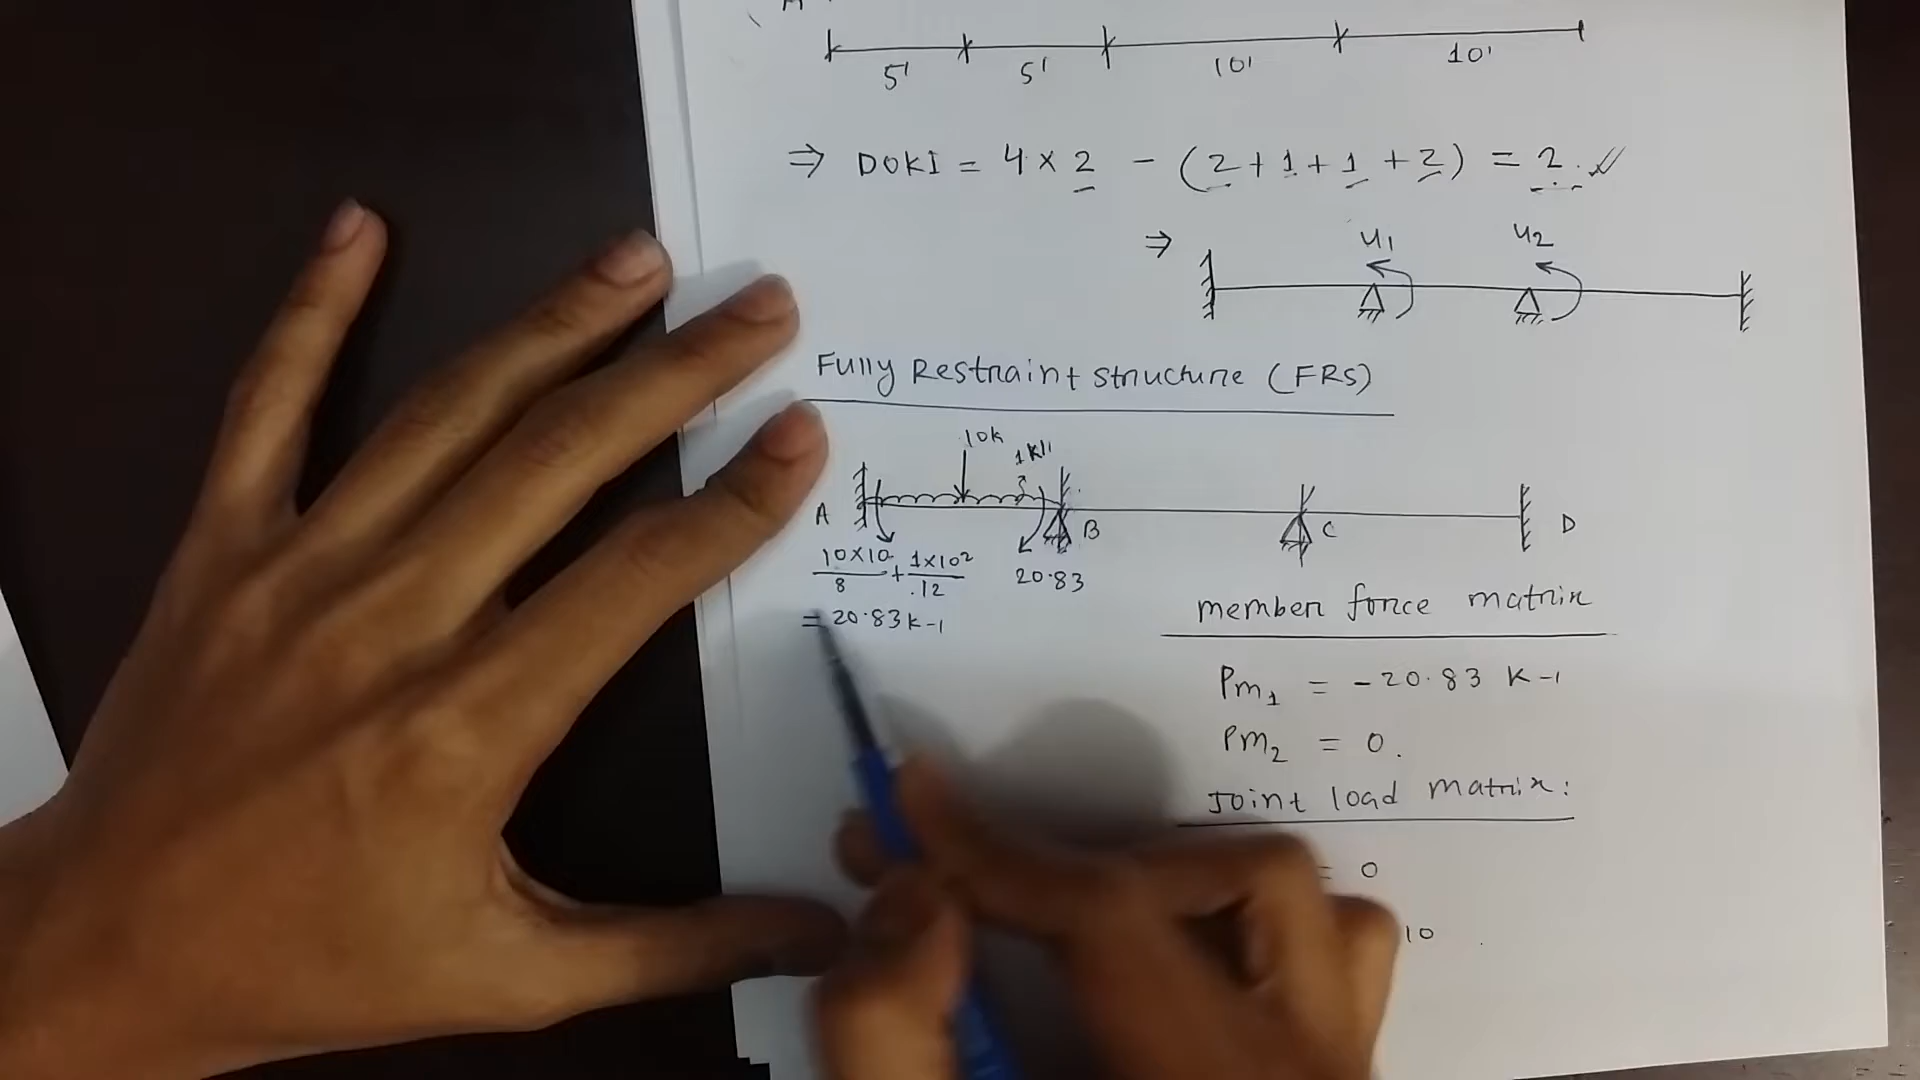 5' 5' 10' 10'
⇒ DOKI = 4 × 2 - (2 + 1 + 1 + 2) = 2.
⇒ u1 u2
Fully Restraint structure (FRS)
10k
1k/'
A B C D
10×10/8 + 1×10²/12
20.83
= 20.83 k-'
member force matrix
Pm1 = -20.83 k-'
Pm2 = 0.
Joint load matrix:
= 0
10